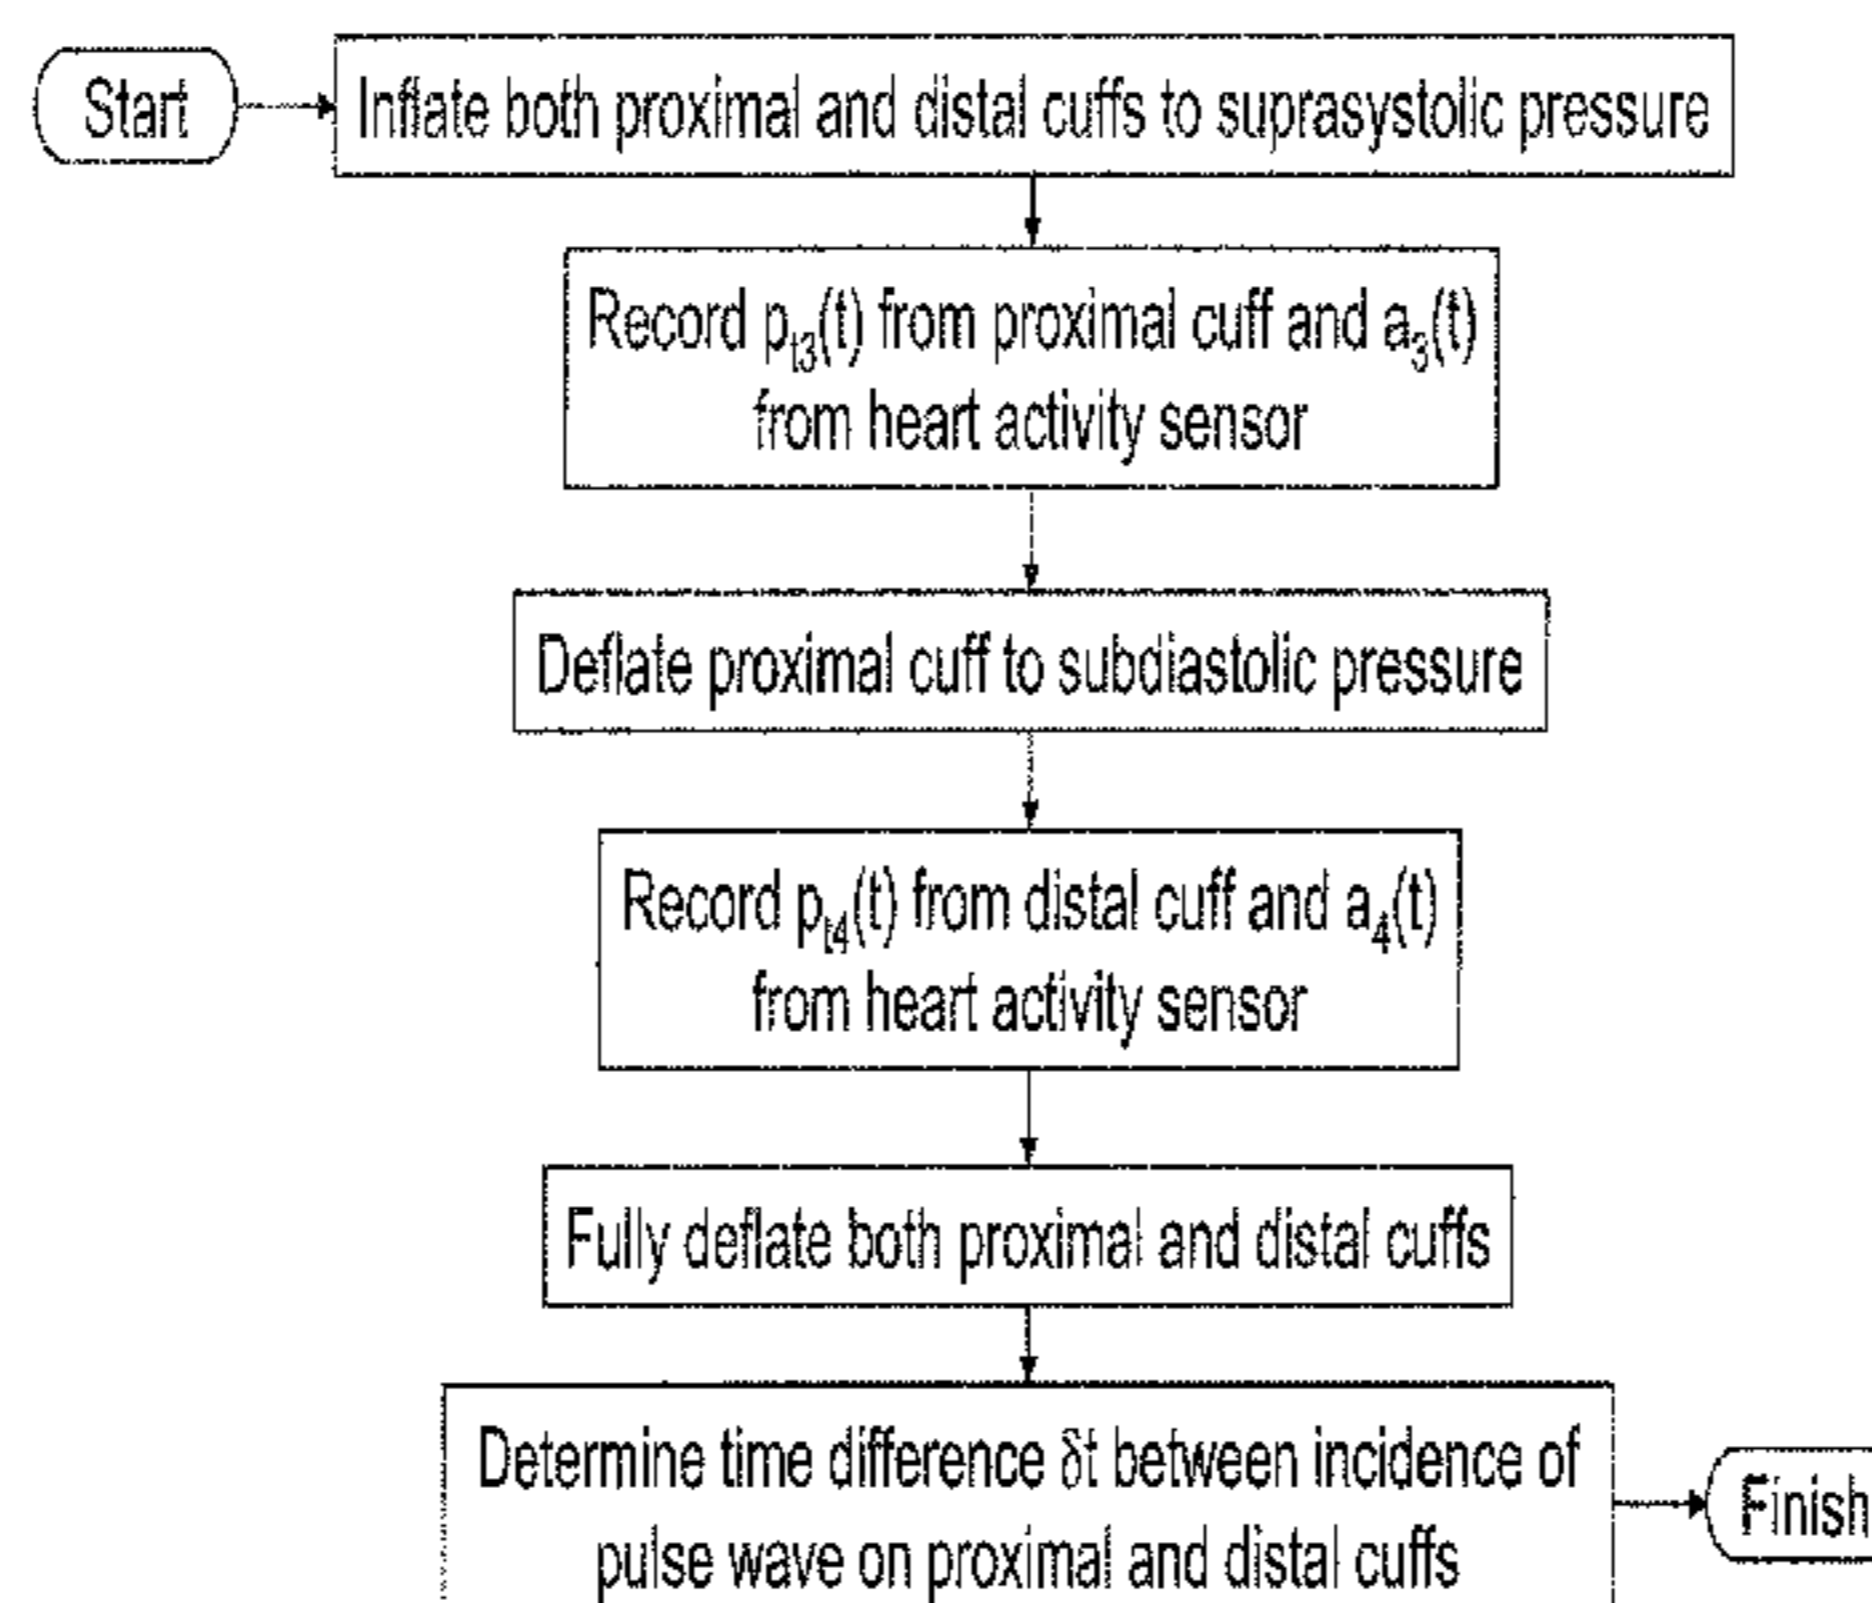 Start
Inflate both proximal and distal cuffs to suprasystolic pressure
Record pt3(t) from proximal cuff and a3(t)
from heart activity sensor
Deflate proximal cuff to subdiastolic pressure
Record pt4(t) from distal cuff and a4(t)
from heart activity sensor
Fully deflate both proximal and distal cuffs
Determine time difference δt between incidence of
pulse wave on proximal and distal cuffs
Finish